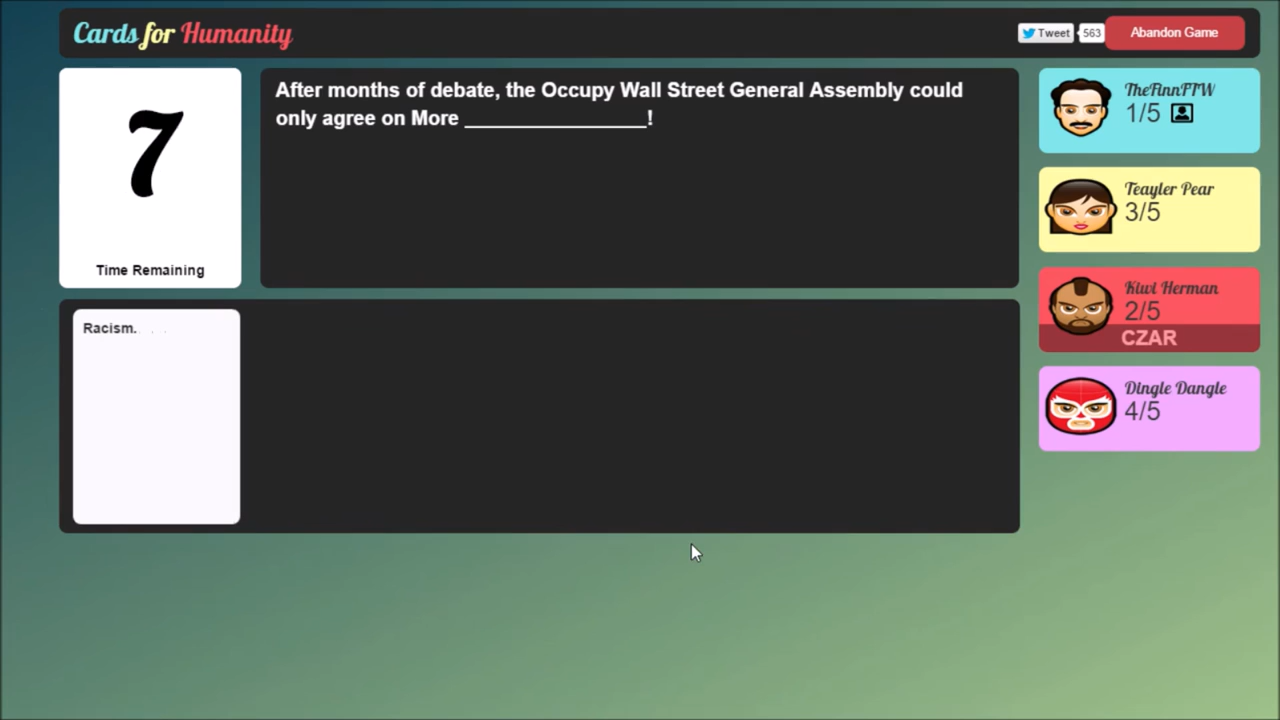 Cards for Humanity
Tweet 563
Abandon Game
7
Time Remaining
After months of debate, the Occupy Wall Street General Assembly could
only agree on More ________________!
Racism.
TheFinnFTW
1/5
Teayler Pear
3/5
Kiwi Herman
2/5
CZAR
Dingle Dangle
4/5